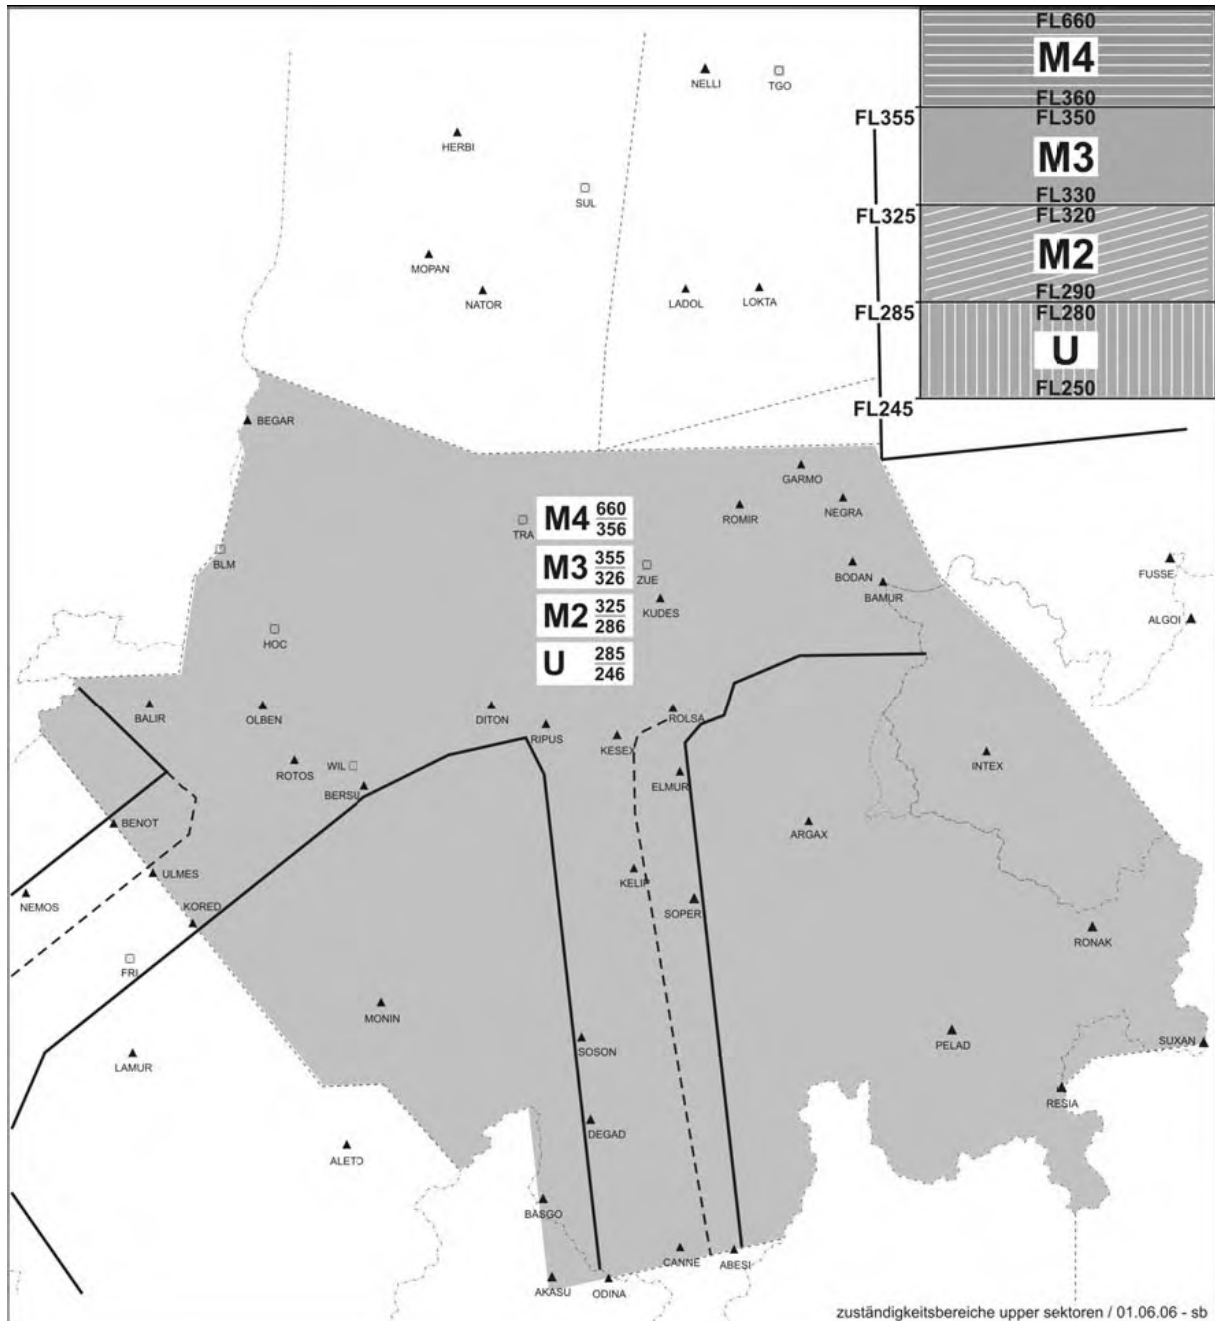 FL660
M4
FL360
FL355
FL350
M3
FL330
FL325
FL320
M2
FL290
FL285
FL280
U
FL250
FL245
NELLI
TGO
HERBI
SUL
MOPAN
NATOR
LADOL
LOKTA
BEGAR
GARMO
NEGRA
ROMIR
TRA
M4 660
356
BLM
M3 355
326
ZUE
BODAN
BAMUR
FUSSE
KUDES
ALGOI
M2 325
286
HOC
U 285
246
BALIR
OLBEN
DITON
RIPUS
ROLSA
KESEX
ROTOS
WIL
BERSU
ELMUR
INTEX
BENOT
ARGAX
ULMES
KELIP
NEMOS
KORED
SOPER
RONAK
FRI
MONIN
SOSON
PELAD
SUXAN
LAMUR
RESIA
DEGAD
ALETO
BASGO
CANNE
ABESI
AKASU
ODINA
zuständigkeitsbereiche upper sektoren / 01.06.06 - sb